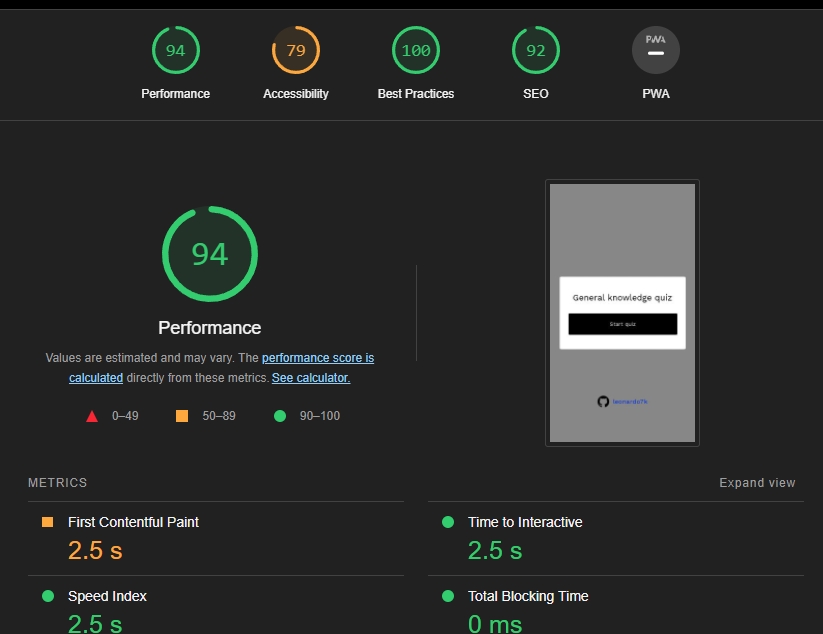 94
79
100
92
PWA
Performance
Accessibility
Best Practices
SEO
PWA
94
Performance
Values are estimated and may vary. The performance score is
calculated directly from these metrics. See calculator.
0–49
50–89
90–100
General knowledge quiz
Start quiz
METRICS
Expand view
First Contentful Paint
2.5 s
Time to Interactive
2.5 s
Speed Index
2.5 s
Total Blocking Time
0 ms